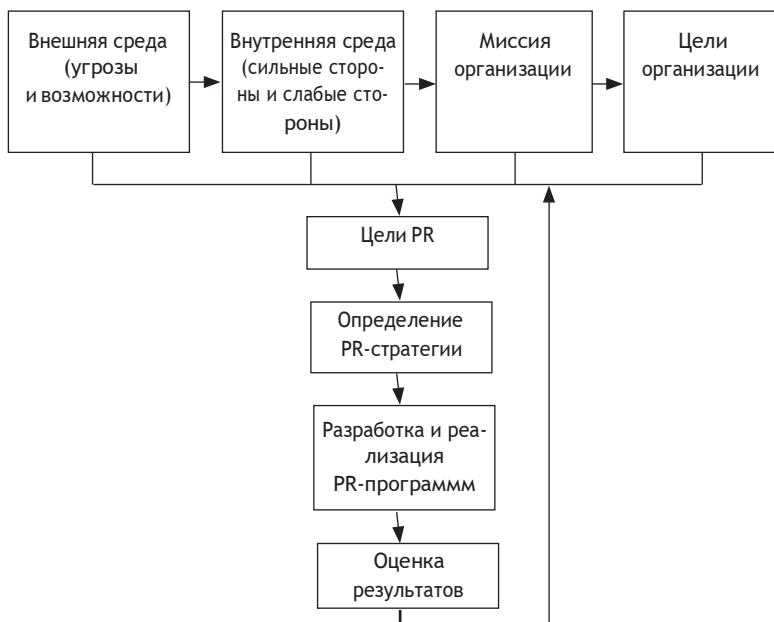 Внешняя среда
(угрозы
и возможности)
Внутренняя среда
(сильные сторо-
ны и слабые сто-
роны)
Миссия
организации
Цели
организации
Цели PR
Определение
PR-стратегии
Разработка и реа-
лизация
PR-программм
Оценка
результатов